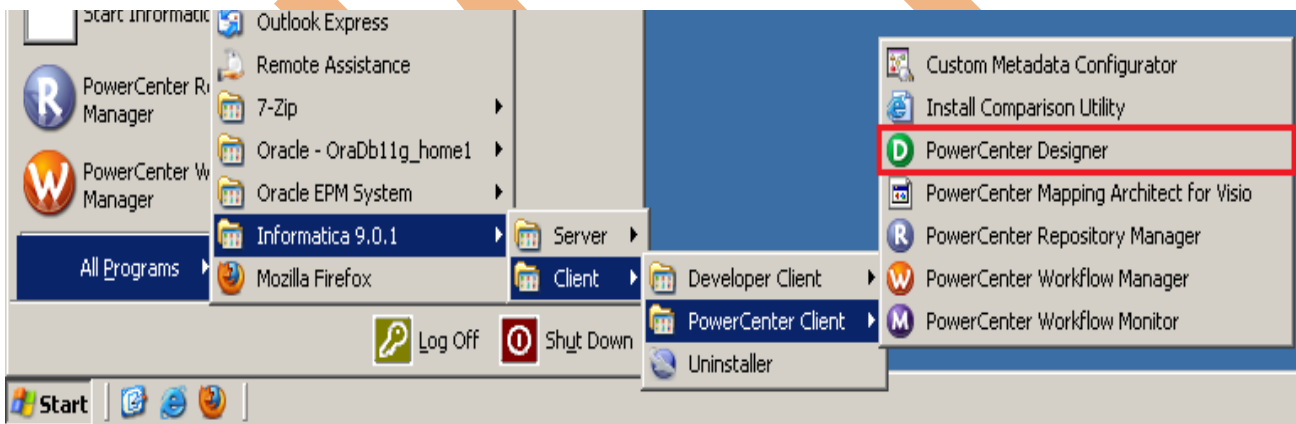 Start Informatic
PowerCenter R
Manager
PowerCenter W
Manager
All Programs
Outlook Express
Remote Assistance
7-Zip
Oracle - OraDb11g_home1
Oracle EPM System
Informatica 9.0.1
Mozilla Firefox
Log Off
Shut Down
Server
Client
Developer Client
PowerCenter Client
Uninstaller
Custom Metadata Configurator
Install Comparison Utility
PowerCenter Designer
PowerCenter Mapping Architect for Visio
PowerCenter Repository Manager
PowerCenter Workflow Manager
PowerCenter Workflow Monitor
Start